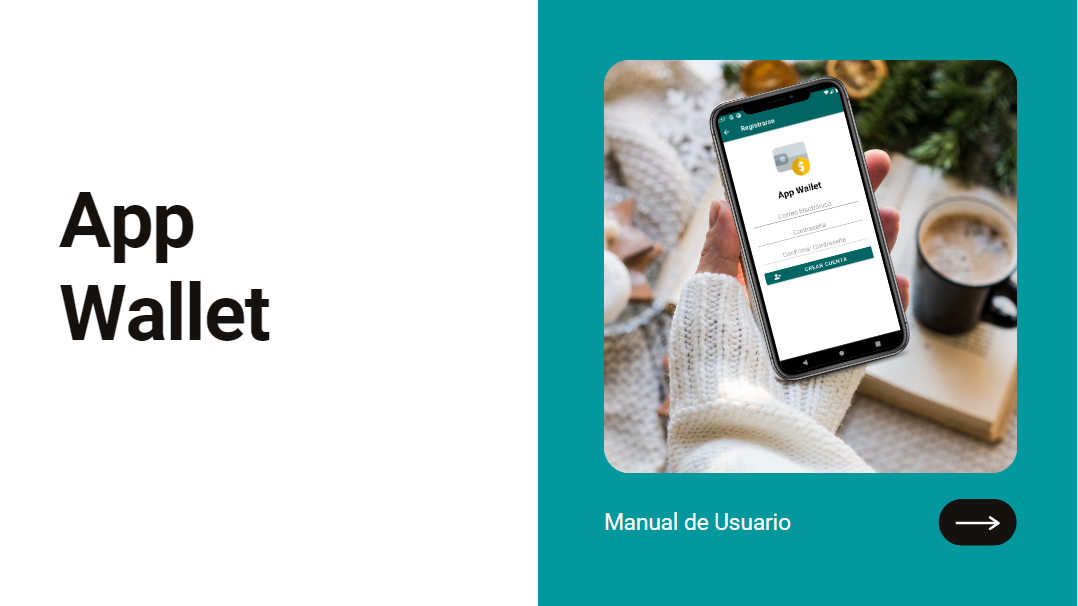 App
Wallet
Registrarse
App Wallet
Correo Electrónico
Contraseña
Confirmar Contraseña
CREAR CUENTA
Manual de Usuario